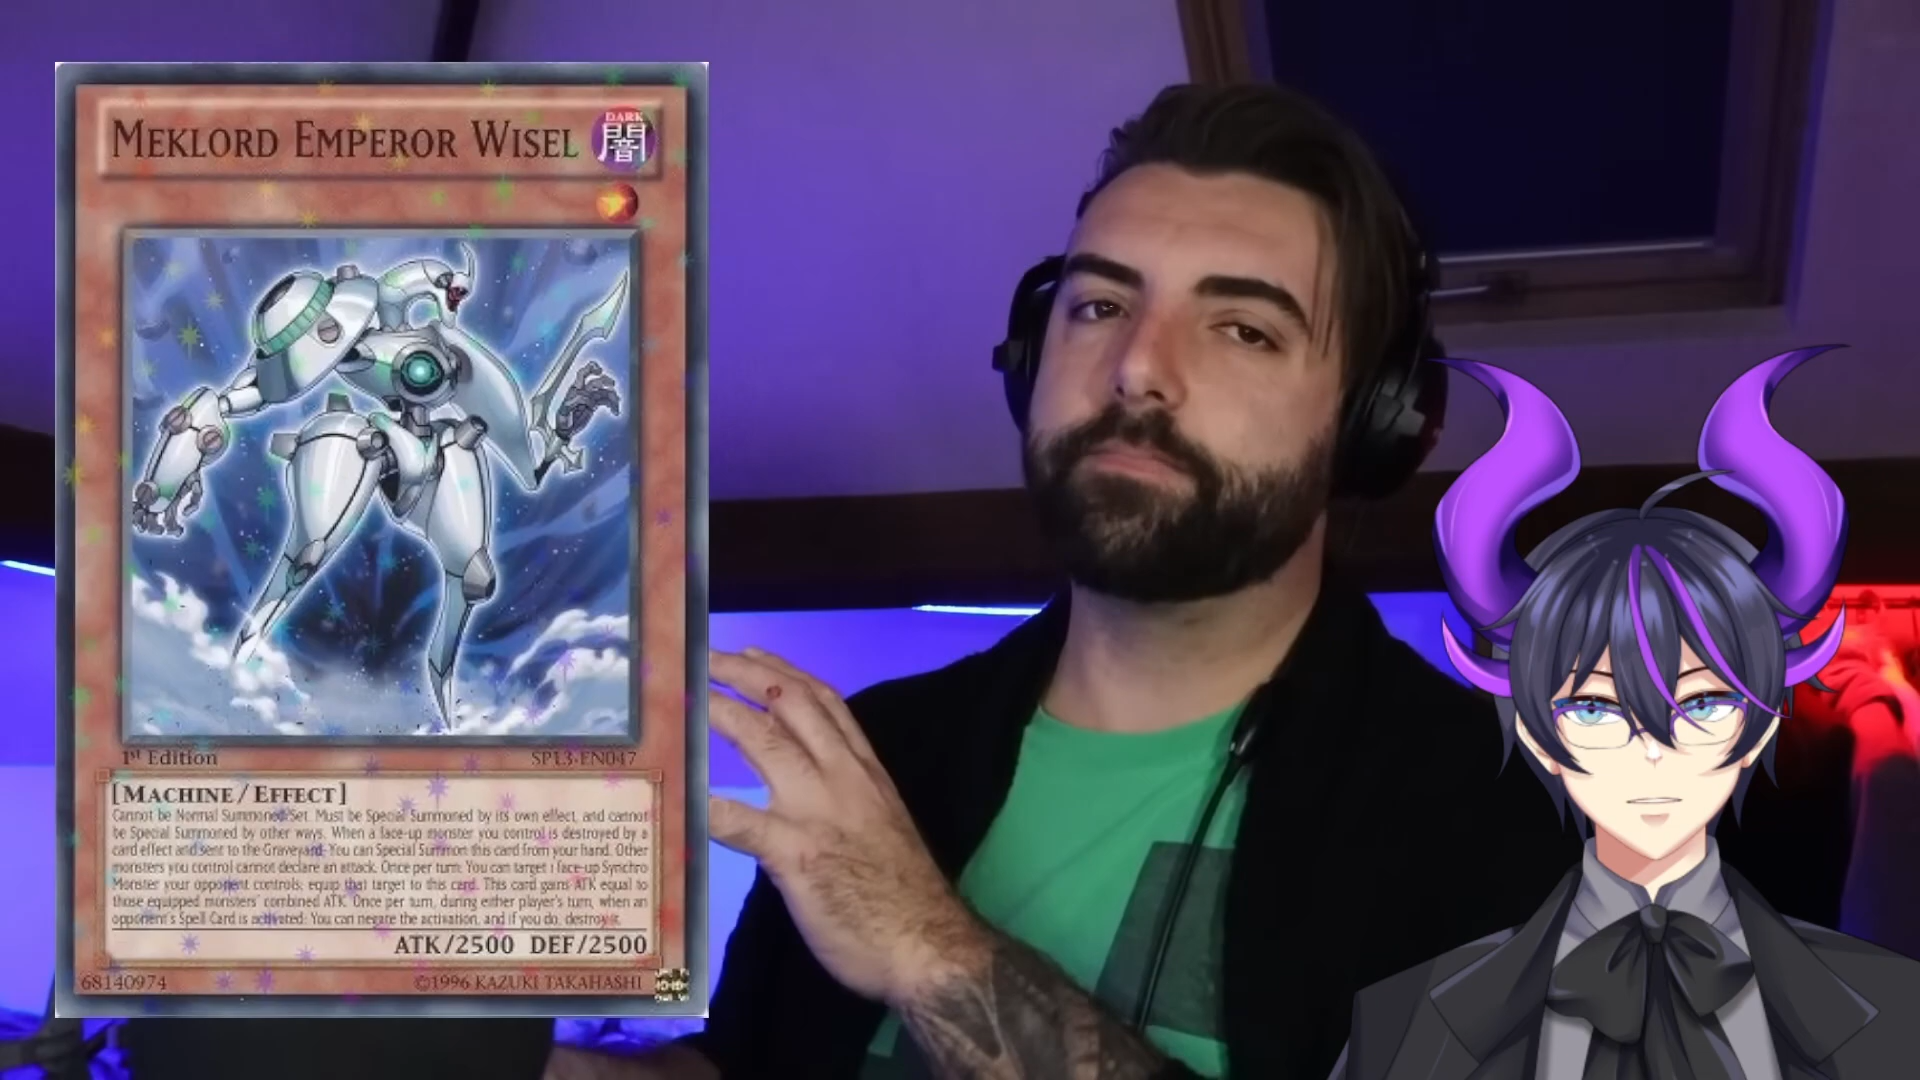 MEKLORD EMPEROR WISEL
DARK
闇
1st Edition
SP13-EN047
[MACHINE/EFFECT]
Cannot be Normal Summoned/Set. Must be Special Summoned by its own effect, and cannot
be Special Summoned by other ways. When a face-up monster you control is destroyed by a
card effect and sent to the Graveyard: You can Special Summon this card from your hand. Other
monsters you control cannot declare an attack. Once per turn: You can target 1 face-up Synchro
Monster your opponent controls; equip that target to this card. This card gains ATK equal to
those equipped monsters' combined ATK. Once per turn, during either player's turn, when an
opponent's Spell Card is activated: You can negate the activation, and if you do, destroy it.
ATK/2500 DEF/2500
68140974
©1996 KAZUKI TAKAHASHI